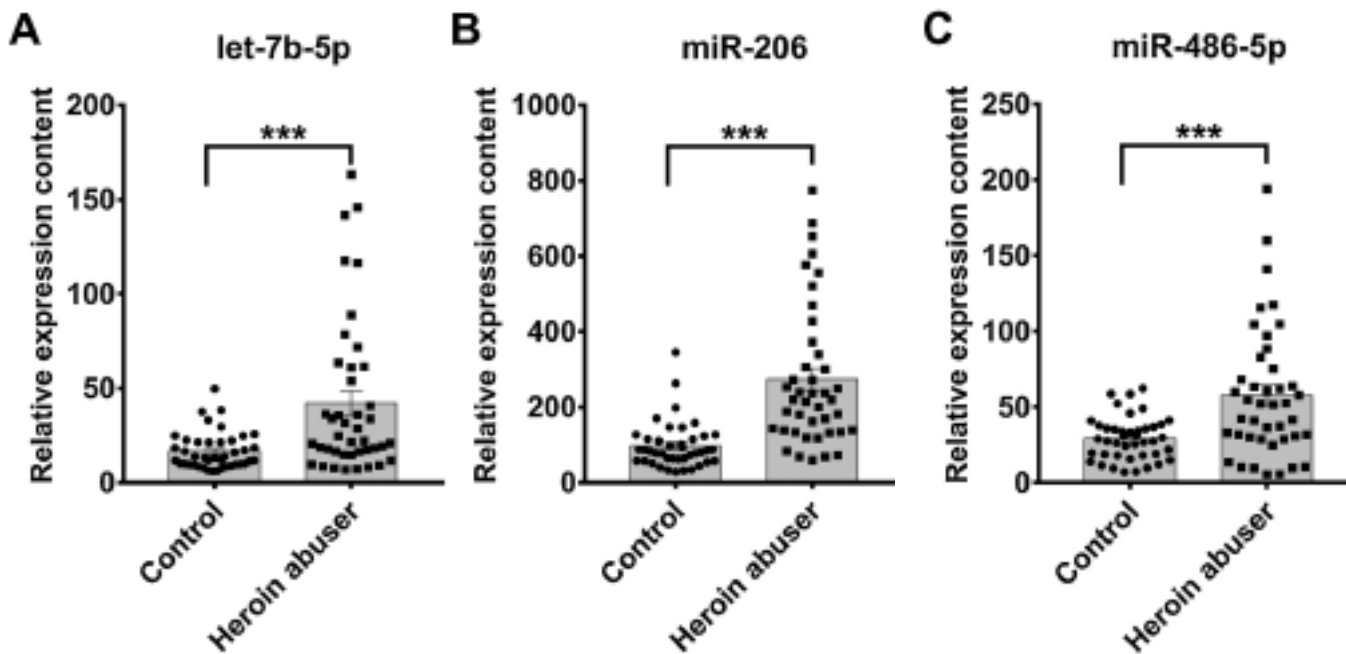 A
let-7b-5p
Relative expression content
200
150
100
50
0
***
Control
Heroin abuser
B
miR-206
Relative expression content
1000
800
600
400
200
0
***
Control
Heroin abuser
C
miR-486-5p
Relative expression content
250
200
150
100
50
0
***
Control
Heroin abuser